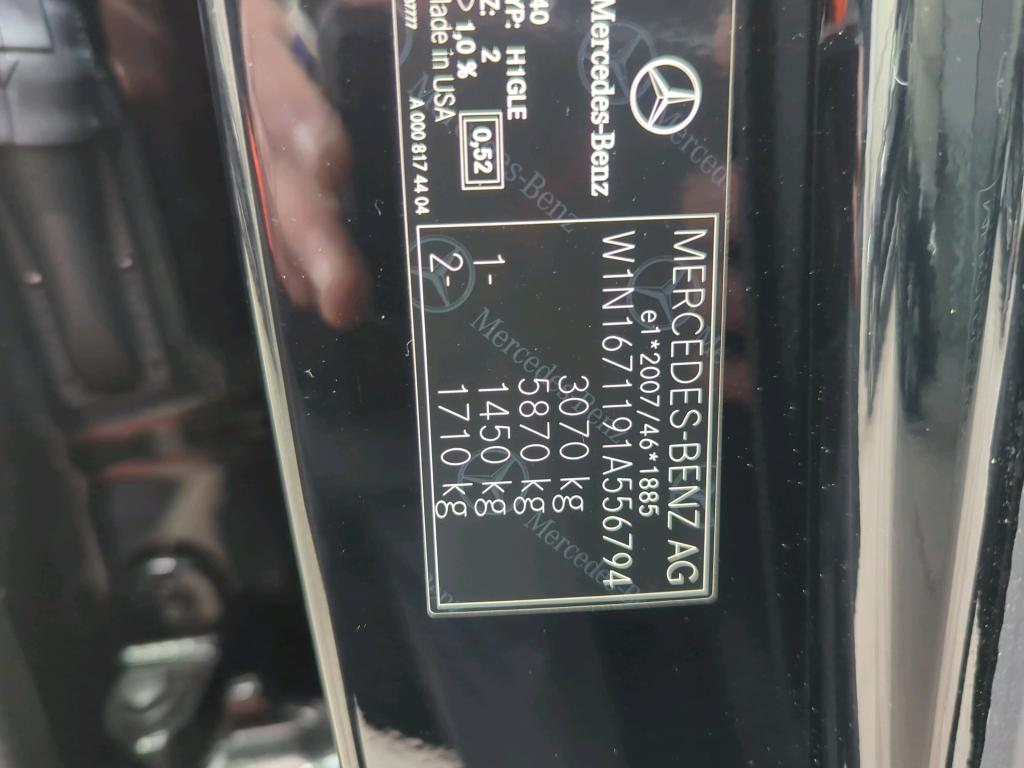 Mercedes-Benz
40
YP: H1GLE
Z: 2
1,0 % 0,52
Made in USA
A 000 817 44 04
MERCEDES-BENZ AG
e1*2007/46*1885
W1N1671191A556794
3070 kg
5870 kg
1- 1450 kg
2- 1710 kg